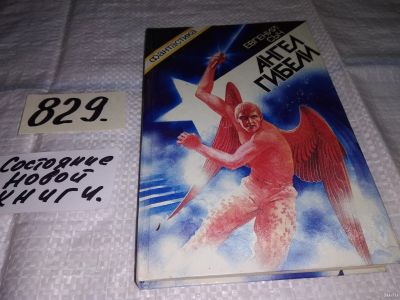 829.
Состояние
новой
книги.
фантастика
ЕВГЕНИЙ
СЫЧ
АНГЕЛ
ГИБЕЛИ